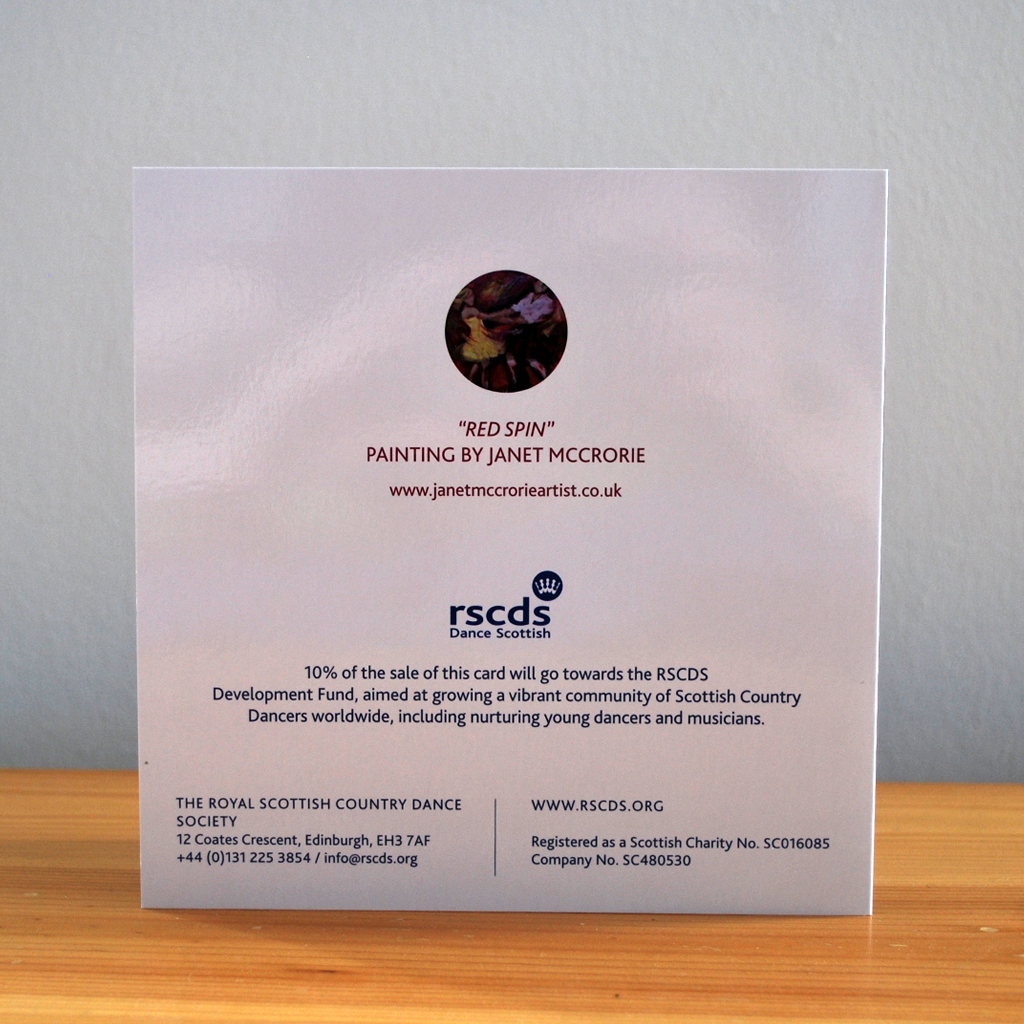 “RED SPIN”
PAINTING BY JANET MCCRORIE
www.janetmccrorieartist.co.uk
rscds
Dance Scottish
10% of the sale of this card will go towards the RSCDS
Development Fund, aimed at growing a vibrant community of Scottish Country
Dancers worldwide, including nurturing young dancers and musicians.
THE ROYAL SCOTTISH COUNTRY DANCE
SOCIETY
12 Coates Crescent, Edinburgh, EH3 7AF
+44 (0)131 225 3854 / info@rscds.org
WWW.RSCDS.ORG
Registered as a Scottish Charity No. SC016085
Company No. SC480530